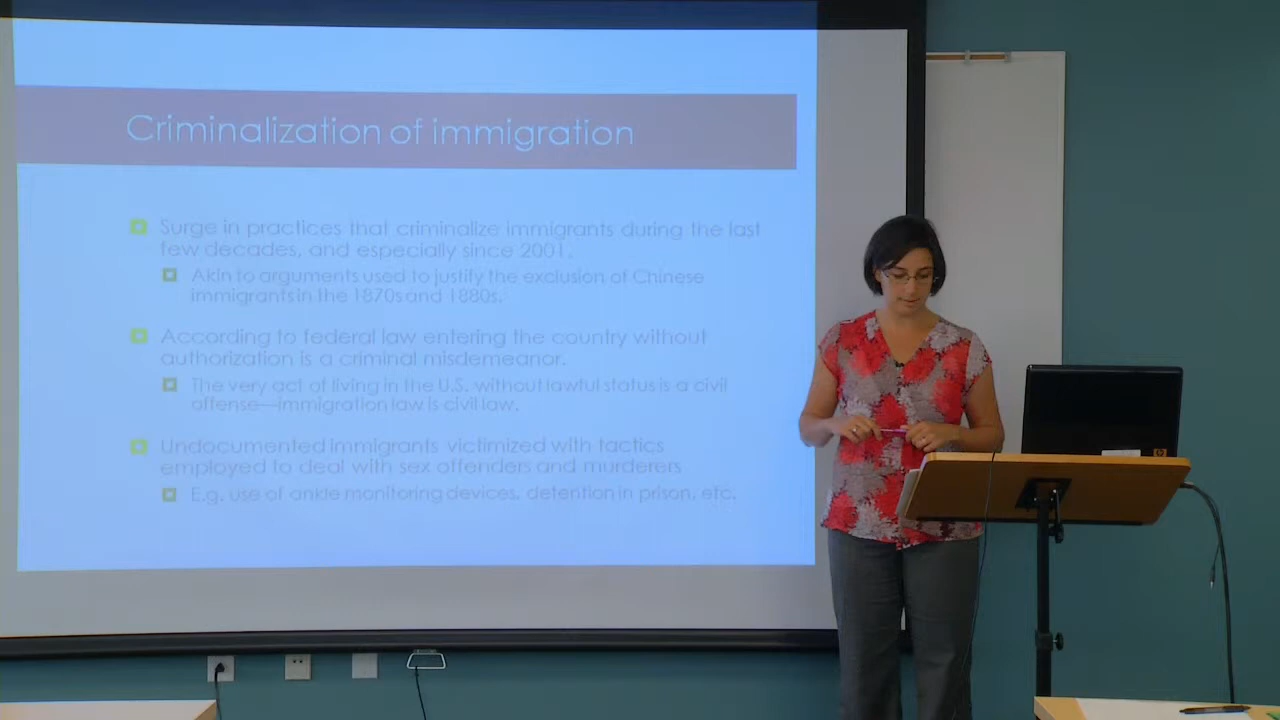 Criminalization of immigration
Surge in practices that criminalize immigrants during the last
few decades, and especially since 2001.
Akin to arguments used to justify the exclusion of Chinese
immigrants in the 1870s and 1880s.
According to federal law entering the country without
authorization is a criminal misdemeanor.
The very act of living in the U.S. without lawful status is a civil
offense—immigration law is civil law.
Undocumented immigrants victimized with tactics
employed to deal with sex offenders and murderers
E.g. use of ankle monitoring devices, detention in prison, etc.
hp